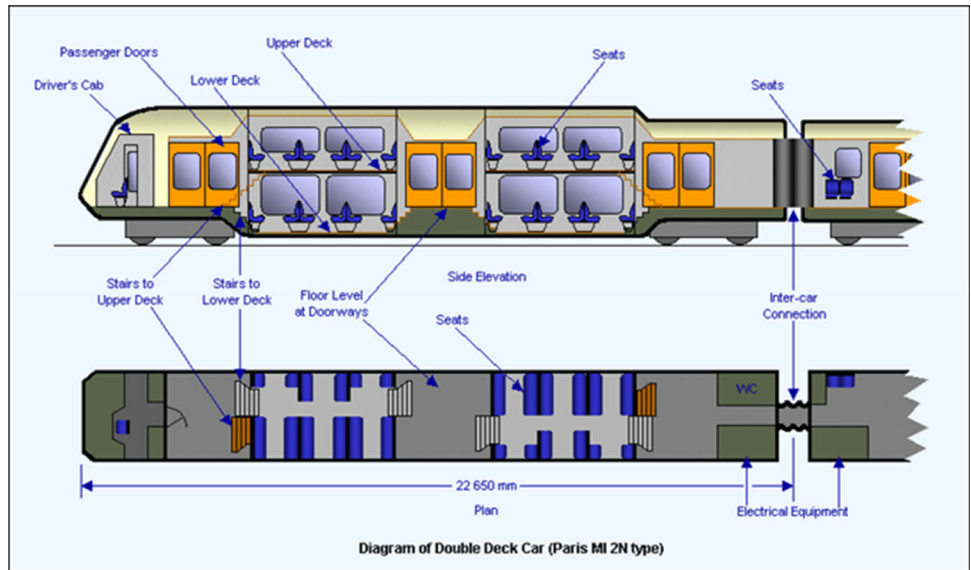 Upper Deck
Passenger Doors
Seats
Lower Deck
Driver's Cab
Seats
Side Elevation
Stairs to
Upper Deck
Stairs to
Lower Deck
Floor Level
at Doorways
Seats
Inter-car
Connection
WC
22 650 mm
Plan
Electrical Equipment
Diagram of Double Deck Car (Paris MI 2N type)